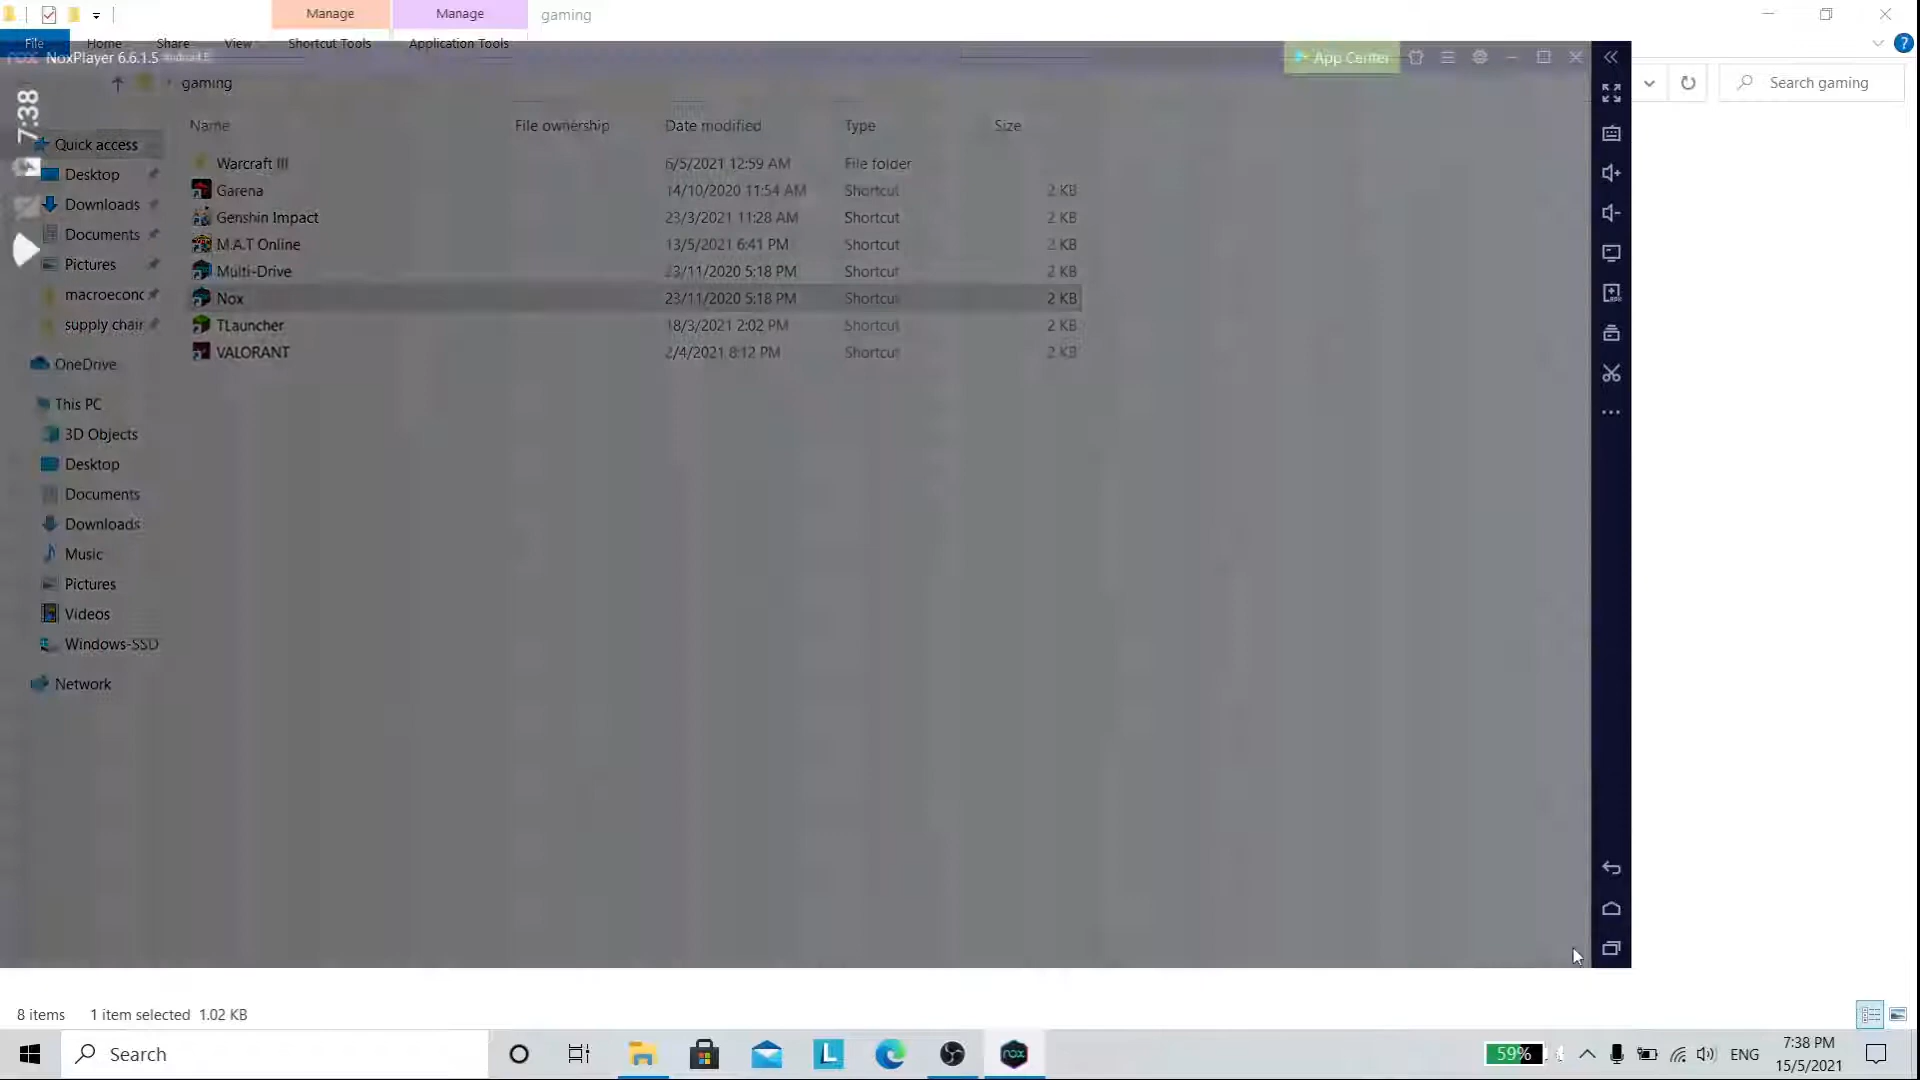 Manage
Manage
gaming
File
Home
Share
View
Shortcut Tools
Application Tools
NoxPlayer 6.6.1.5
App Center
gaming
Search gaming
7:38
Name
File ownership
Date modified
Type
Size
Quick access
Desktop
Downloads
Documents
Pictures
macroeconc
supply chair
OneDrive
This PC
3D Objects
Desktop
Documents
Downloads
Music
Pictures
Videos
Windows-SSD
Network
Warcraft III 6/5/2021 12:59 AM File folder
Garena 14/10/2020 11:54 AM Shortcut 2 KB
Genshin Impact 23/3/2021 11:28 AM Shortcut 2 KB
M.A.T Online 13/5/2021 6:41 PM Shortcut 2 KB
Multi-Drive 23/11/2020 5:18 PM Shortcut 2 KB
Nox 23/11/2020 5:18 PM Shortcut 2 KB
TLauncher 18/3/2021 2:02 PM Shortcut 2 KB
VALORANT 2/4/2021 8:12 PM Shortcut 2 KB
8 items 1 item selected 1.02 KB
Search
L
nox
59%
ENG
7:38 PM
15/5/2021